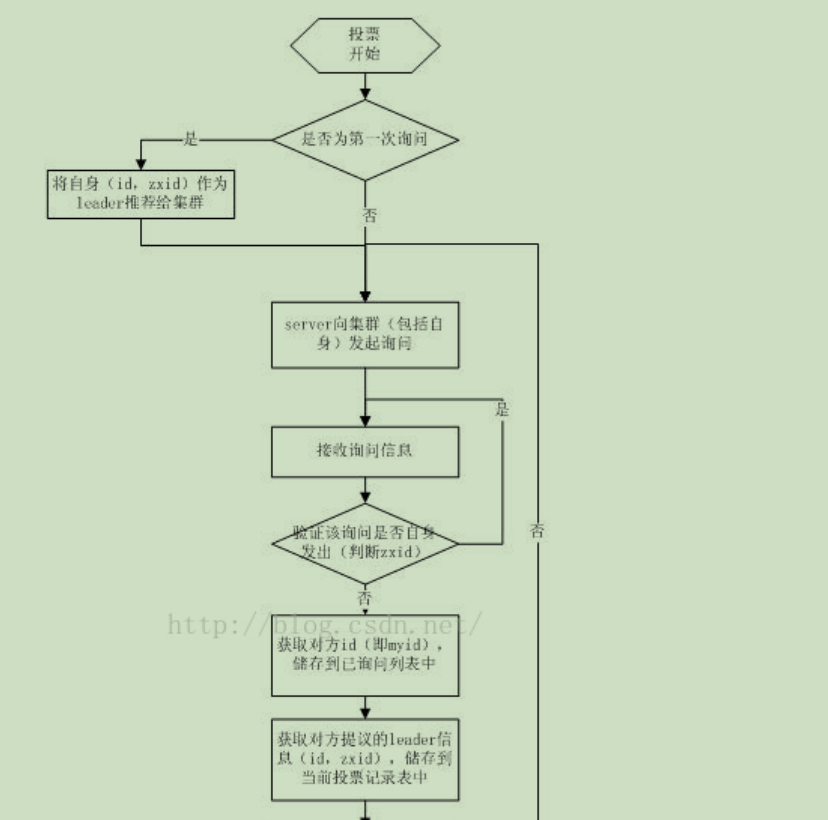 投票
开始
是否为第一次询问
是
将自身（id，zxid）作为
leader推荐给集群
否
server向集群（包括自
身）发起询问
是
接收询问信息
验证该询问是否自身
发出（判断zxid）
否
否
http://blog.csdn.net/
获取对方id（即myid），
储存到已询问列表中
获取对方提议的leader信
息（id，zxid），储存到
当前投票记录表中